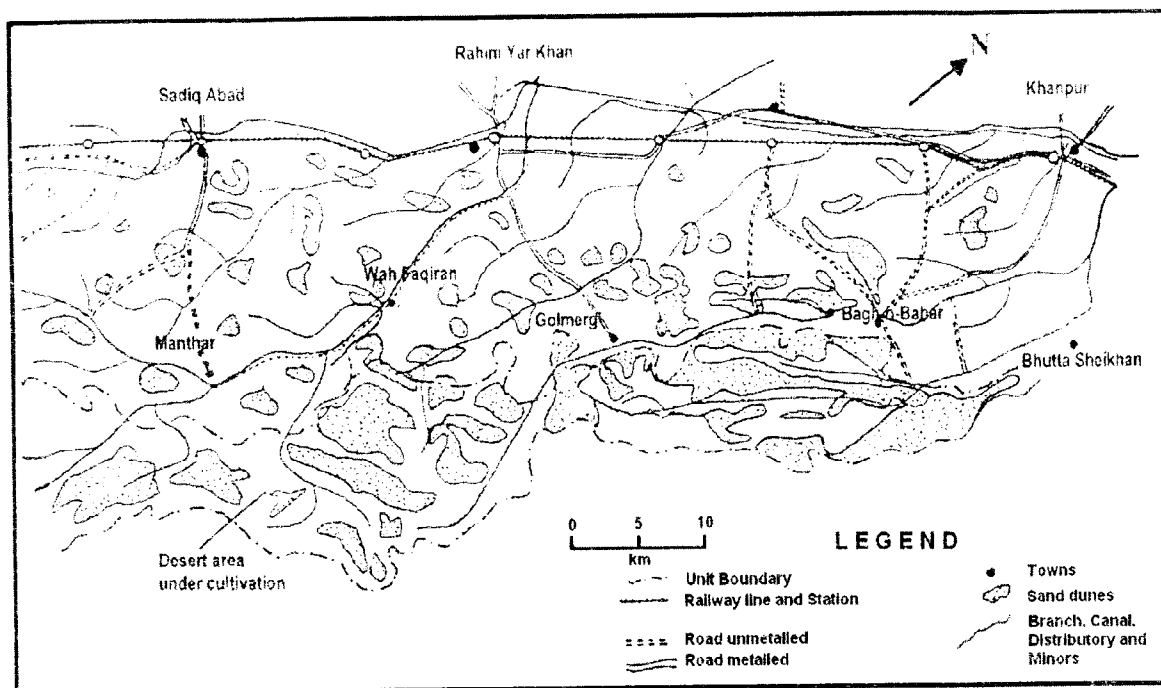 Rahim Yar Khan
N
Sadiq Abad
Khanpur
Wah Faqiran
Manthar
Golmerg
Bagh-o-Babar
Bhutta Sheikhan
Desert area
under cultivation
0 5 10
km
LEGEND
Unit Boundary
Railway line and Station
Road unmetalled
Road metalled
Towns
Sand dunes
Branch, Canal,
Distributory and
Minors